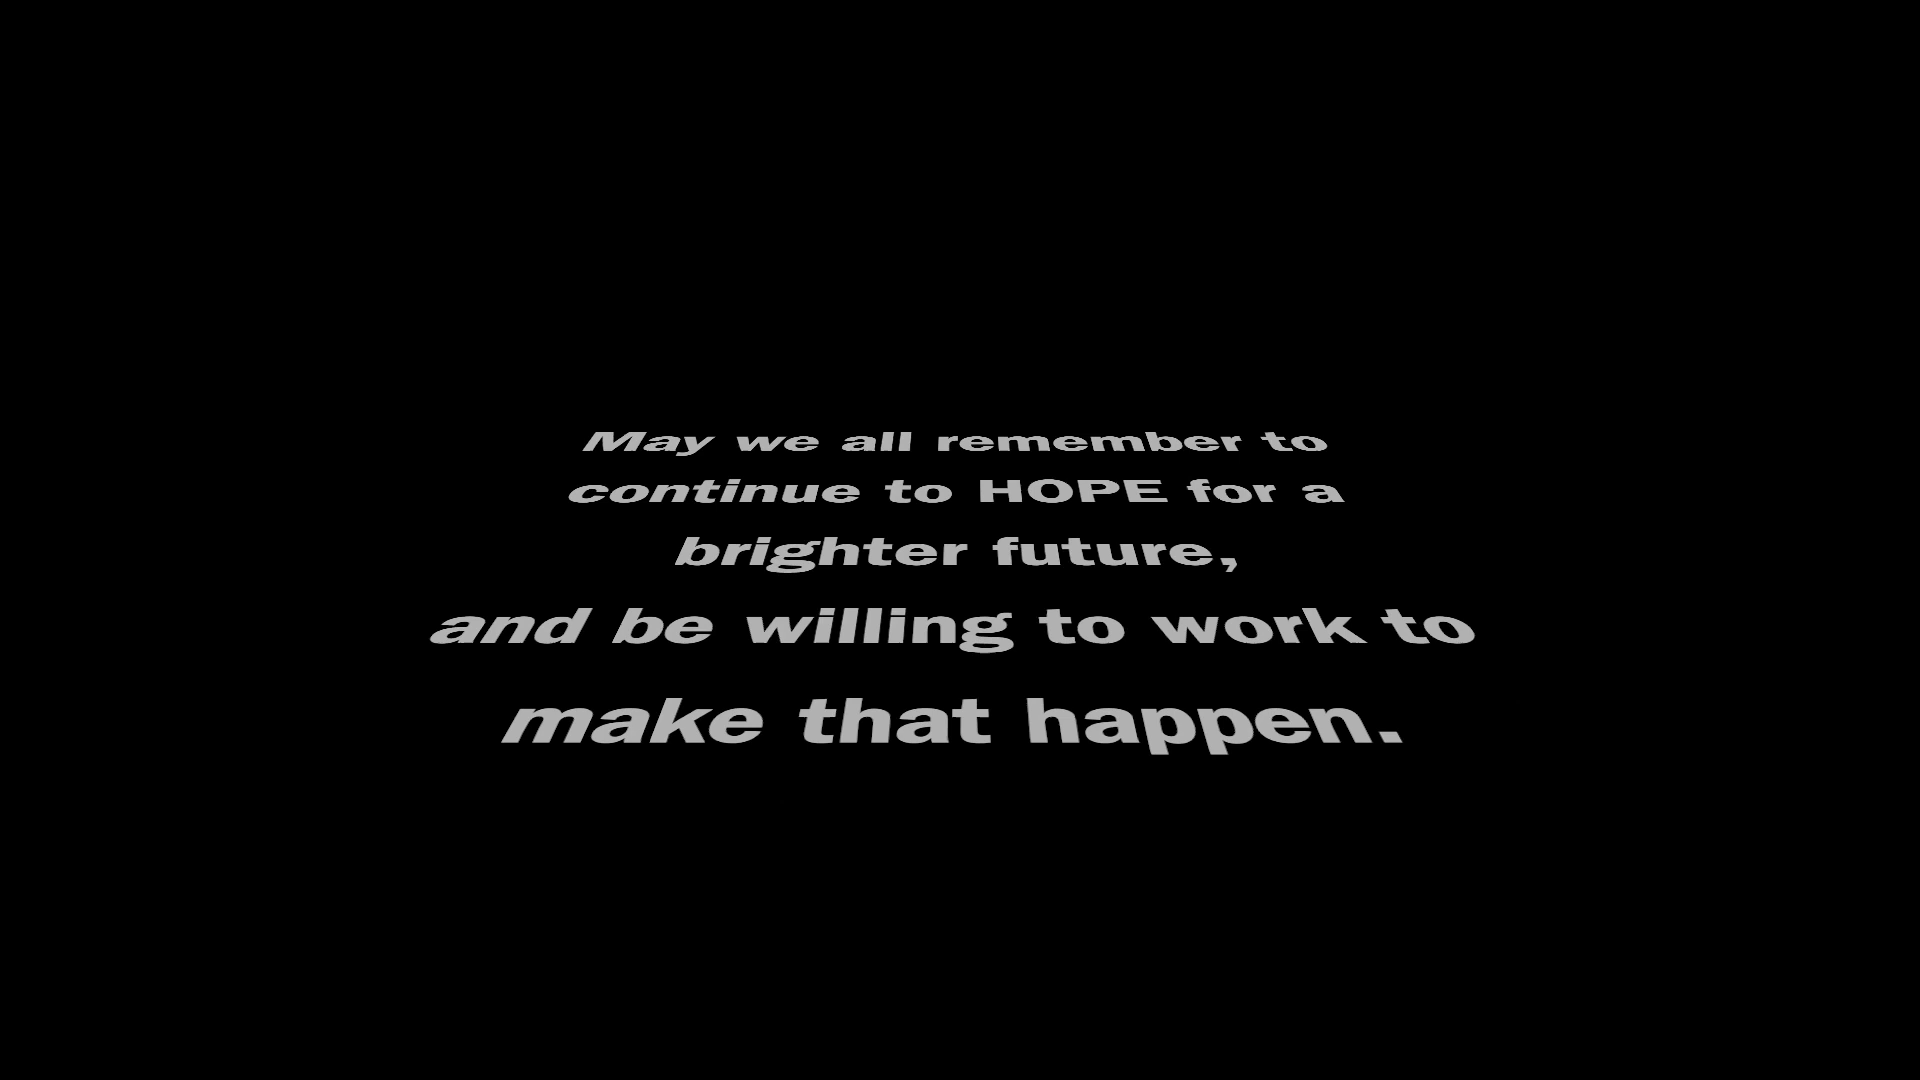 May we all remember to
continue to HOPE for a
brighter future,
and be willing to work to
make that happen.